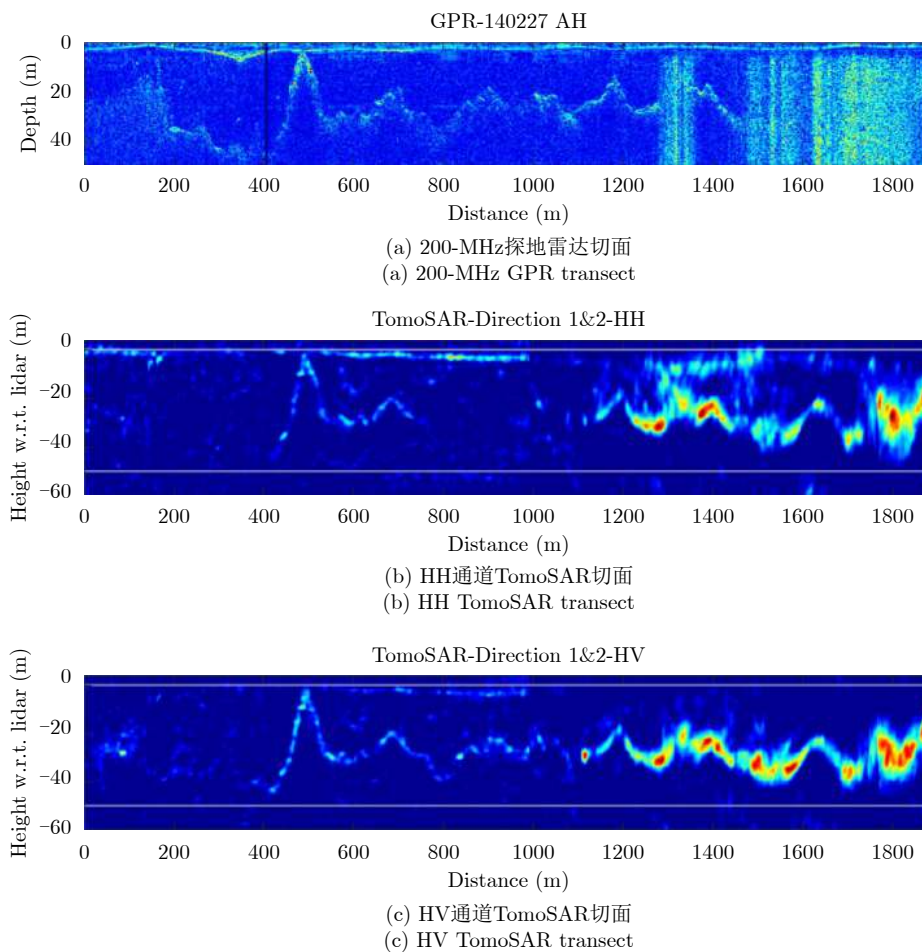 GPR-140227 AH
Depth (m)
0
20
40
0 200 400 600 800 1000 1200 1400 1600 1800
Distance (m)
(a) 200-MHz探地雷达切面
(a) 200-MHz GPR transect
TomoSAR-Direction 1&2-HH
Height w.r.t. lidar (m)
0
−20
−40
−60
0 200 400 600 800 1000 1200 1400 1600 1800
Distance (m)
(b) HH通道TomoSAR切面
(b) HH TomoSAR transect
TomoSAR-Direction 1&2-HV
Height w.r.t. lidar (m)
0
−20
−40
−60
0 200 400 600 800 1000 1200 1400 1600 1800
Distance (m)
(c) HV通道TomoSAR切面
(c) HV TomoSAR transect